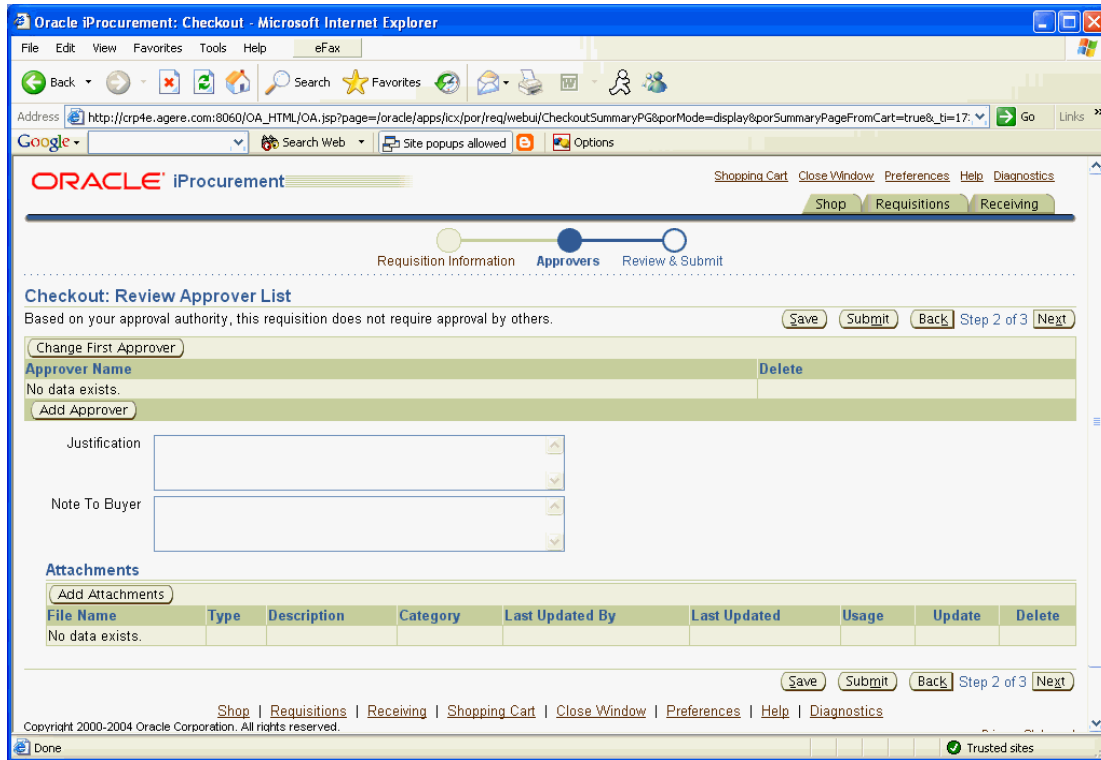 Oracle iProcurement: Checkout - Microsoft Internet Explorer
File Edit View Favorites Tools Help eFax
Back Search Favorites
Address http://crp4e.agere.com:8060/OA_HTML/OA.jsp?page=/oracle/apps/icx/por/req/webui/CheckoutSummaryPG&porMode=display&porSummaryPageFromCart=true&_ti=17: Go Links »
Google Search Web Site popups allowed Options
ORACLE iProcurement Shopping Cart Close Window Preferences Help Diagnostics
Shop Requisitions Receiving
Requisition Information Approvers Review & Submit
Checkout: Review Approver List
Based on your approval authority, this requisition does not require approval by others. Save Submit Back Step 2 of 3 Next
Change First Approver
Approver Name Delete
No data exists.
Add Approver
Justification
Note To Buyer
Attachments
Add Attachments
File Name Type Description Category Last Updated By Last Updated Usage Update Delete
No data exists.
Save Submit Back Step 2 of 3 Next
Shop | Requisitions | Receiving | Shopping Cart | Close Window | Preferences | Help | Diagnostics
Copyright 2000-2004 Oracle Corporation. All rights reserved.
Done Trusted sites